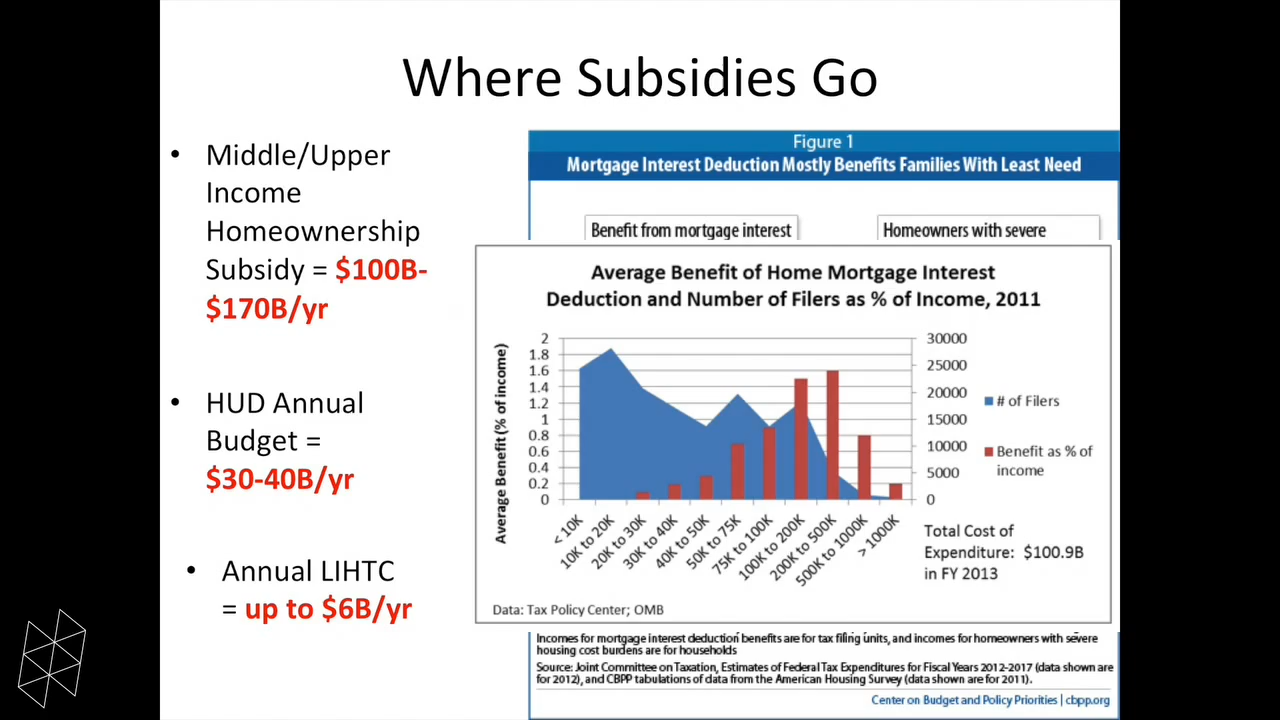 Where Subsidies Go
• Middle/Upper
Income
Homeownership
Subsidy = $100B-
$170B/yr
• HUD Annual
Budget =
$30-40B/yr
• Annual LIHTC
= up to $6B/yr
Figure 1
Mortgage Interest Deduction Mostly Benefits Families With Least Need
Benefit from mortgage interest
Homeowners with severe
Average Benefit of Home Mortgage Interest
Deduction and Number of Filers as % of Income, 2011
Average Benefit (% of income)
2
1.8
1.6
1.4
1.2
1
0.8
0.6
0.4
0.2
0
30000
25000
20000
15000
10000
5000
0
# of Filers
Benefit as % of
income
< 10K
10K to 20K
20K to 30K
30K to 40K
40K to 50K
50K to 75K
75K to 100K
100K to 200K
200K to 500K
500K to 1000K
> 1000K
Total Cost of
Expenditure: $100.9B
in FY 2013
Data: Tax Policy Center; OMB
Incomes for mortgage interest deduction benefits are for tax filing units, and incomes for homeowners with severe
housing cost burdens are for households
Source: Joint Committee on Taxation, Estimates of Federal Tax Expenditures for Fiscal Years 2012-2017 (data shown are
for 2012), and CBPP tabulations of data from the American Housing Survey (data shown are for 2011).
Center on Budget and Policy Priorities | cbpp.org